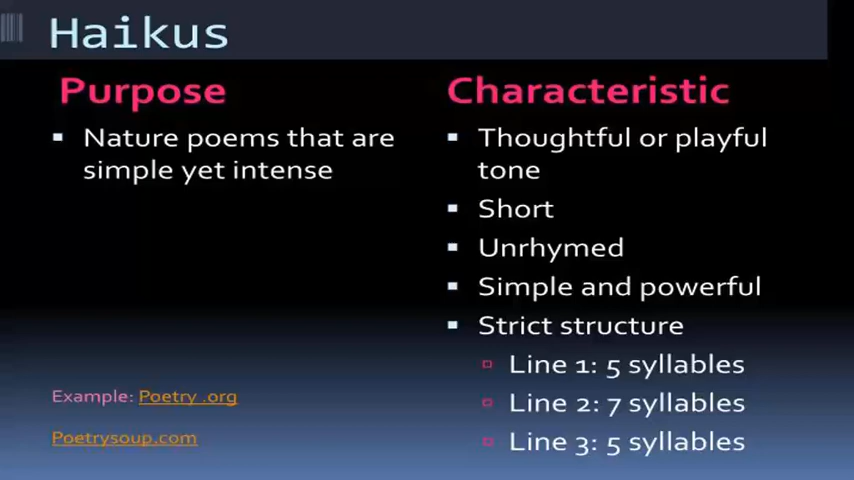 Haikus
Purpose
Nature poems that are
simple yet intense
Example: Poetry .org
Poetrysoup.com
Characteristic
Thoughtful or playful
tone
Short
Unrhymed
Simple and powerful
Strict structure
Line 1: 5 syllables
Line 2: 7 syllables
Line 3: 5 syllables